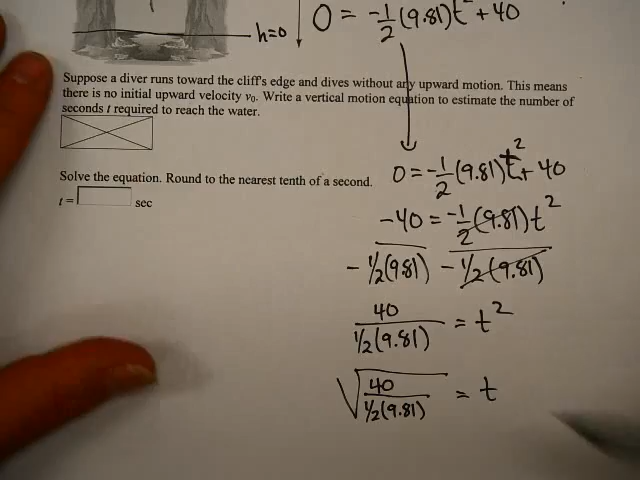 h=0
0 = -1/2 (9.81)t² +40
Suppose a diver runs toward the cliff's edge and dives without any upward motion. This means
there is no initial upward velocity v₀. Write a vertical motion equation to estimate the number of
seconds t required to reach the water.
0 = -1/2 (9.81)t² + 40
Solve the equation. Round to the nearest tenth of a second.
t = sec
-40 = -1/2 (9.81)t²
-1/2(9.81) -1/2(9.81)
40 / 1/2(9.81) = t²
√40 / 1/2(9.81) = t